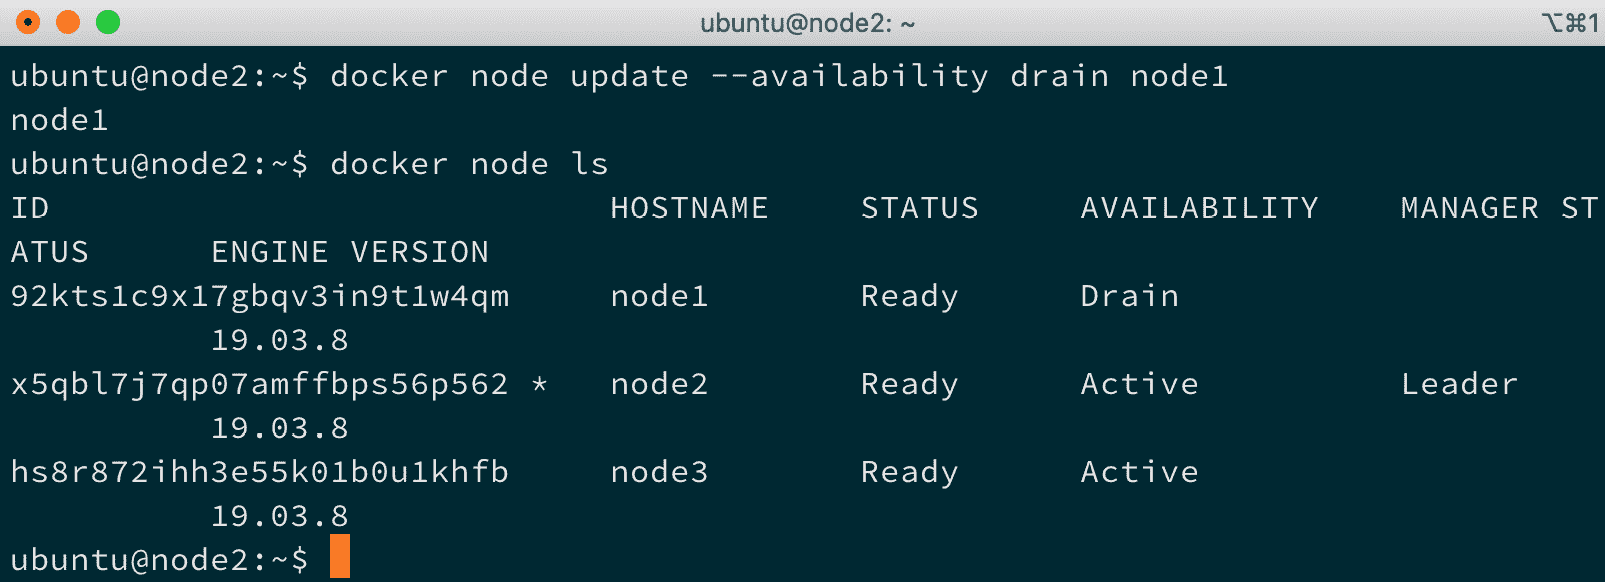 ubuntu@node2: ~
⌥⌘1
ubuntu@node2:~$ docker node update --availability drain node1
node1
ubuntu@node2:~$ docker node ls
ID                            HOSTNAME     STATUS     AVAILABILITY    MANAGER ST
ATUS      ENGINE VERSION
92kts1c9x17gbqv3in9t1w4qm     node1        Ready      Drain
          19.03.8
x5qbl7j7qp07amffbps56p562 *   node2        Ready      Active          Leader
          19.03.8
hs8r872ihh3e55k01b0u1khfb     node3        Ready      Active
          19.03.8
ubuntu@node2:~$